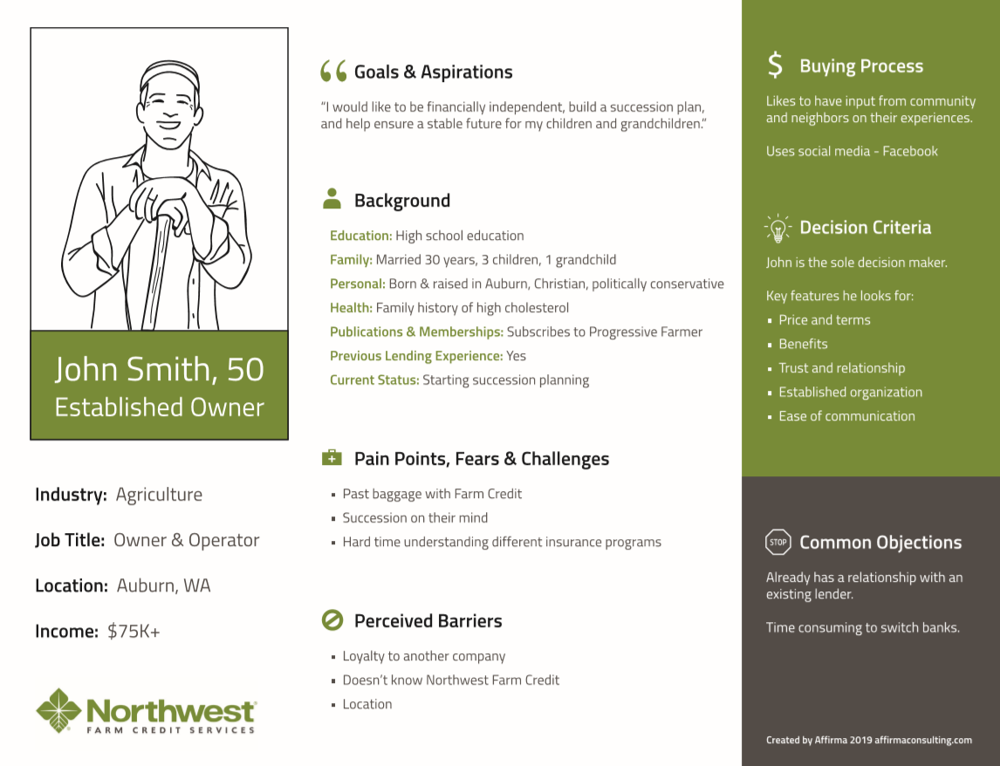 John Smith, 50
Established Owner
Industry: Agriculture
Job Title: Owner & Operator
Location: Auburn, WA
Income: $75K+
Northwest®
FARM CREDIT SERVICES
Goals & Aspirations
“I would like to be financially independent, build a succession plan,
and help ensure a stable future for my children and grandchildren.”
Background
Education: High school education
Family: Married 30 years, 3 children, 1 grandchild
Personal: Born & raised in Auburn, Christian, politically conservative
Health: Family history of high cholesterol
Publications & Memberships: Subscribes to Progressive Farmer
Previous Lending Experience: Yes
Current Status: Starting succession planning
Pain Points, Fears & Challenges
▪ Past baggage with Farm Credit
▪ Succession on their mind
▪ Hard time understanding different insurance programs
Perceived Barriers
▪ Loyalty to another company
▪ Doesn’t know Northwest Farm Credit
▪ Location
$ Buying Process
Likes to have input from community
and neighbors on their experiences.
Uses social media - Facebook
Decision Criteria
John is the sole decision maker.
Key features he looks for:
▪ Price and terms
▪ Benefits
▪ Trust and relationship
▪ Established organization
▪ Ease of communication
STOP Common Objections
Already has a relationship with an
existing lender.
Time consuming to switch banks.
Created by Affirma 2019 affirmaconsulting.com